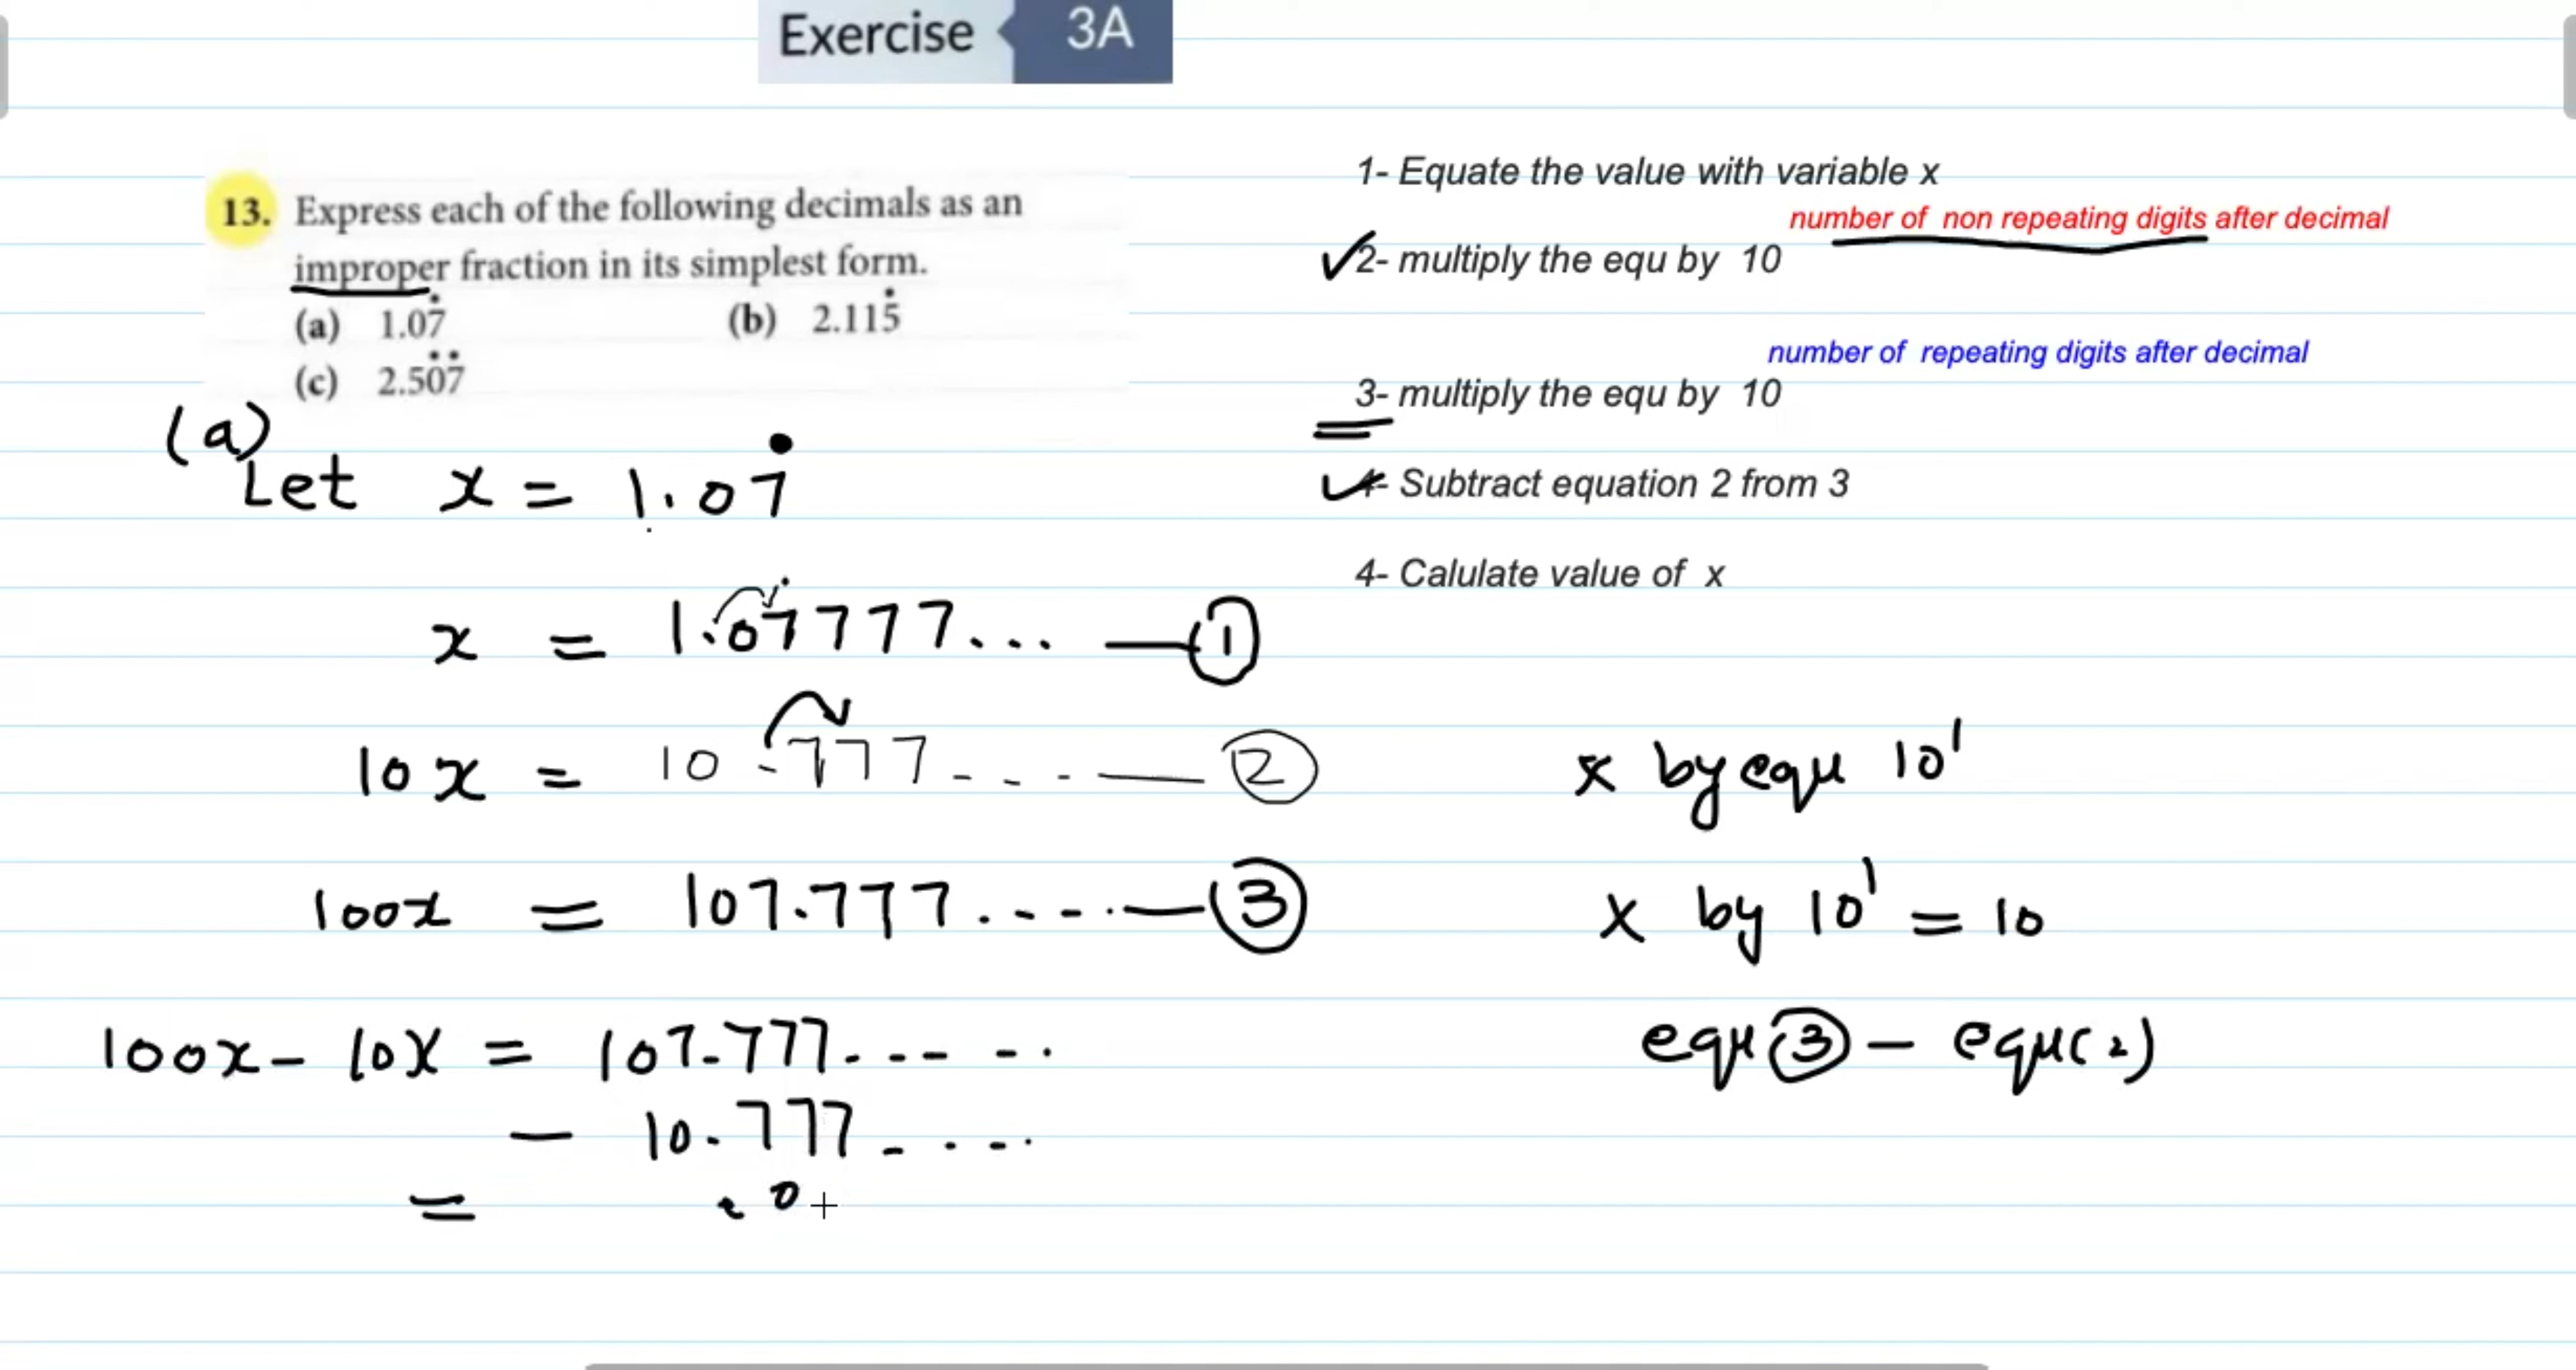 Exercise 3A
13. Express each of the following decimals as an
improper fraction in its simplest form.
(a) 1.07̇
(b) 2.115̇
(c) 2.50̇7̇
1- Equate the value with variable x
number of non repeating digits after decimal
2- multiply the equ by 10
number of repeating digits after decimal
3- multiply the equ by 10
4- Subtract equation 2 from 3
4- Calulate value of x
(a)
Let x = 1.07̇
x = 1.07777... — ①
10x = 10.777.... — ②
x by equ 10¹
100x = 107.777..... — ③
x by 10¹ = 10
100x - 10x = 107.777.....
equ ③ - equ(2)
- 10.777....
= .0